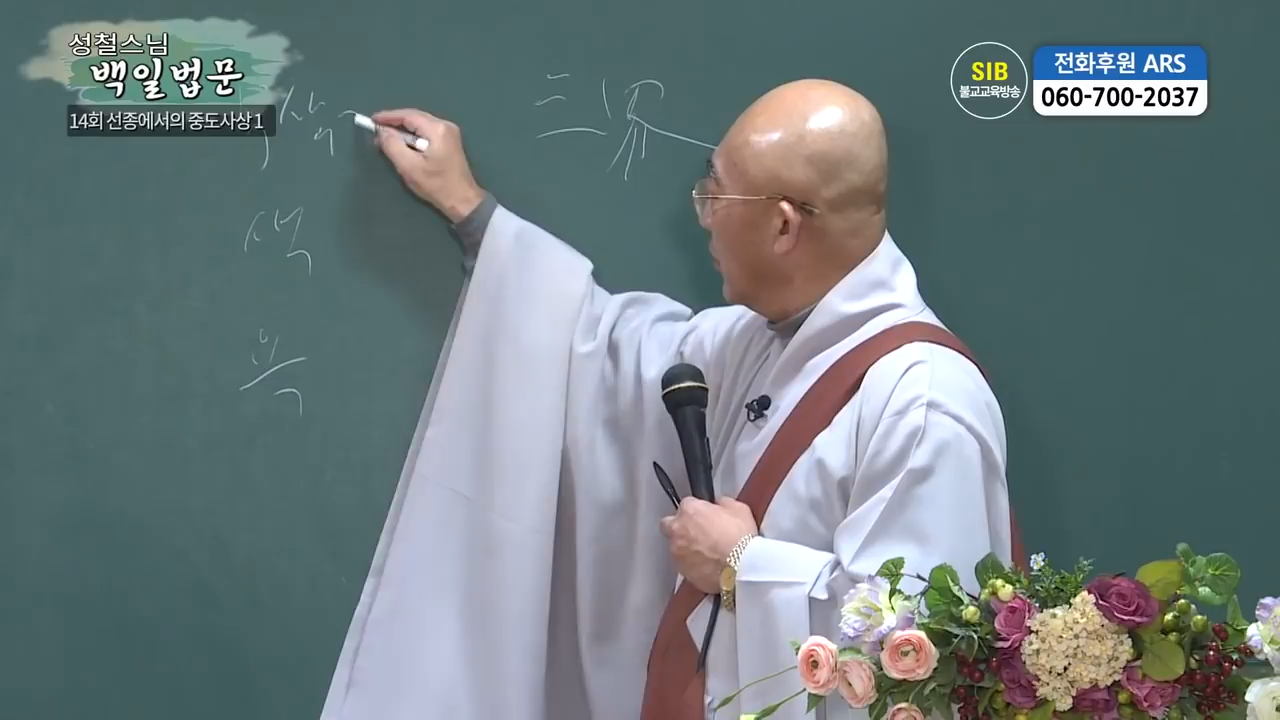 성철스님
백일법문
14회 선종에서의 중도사상 1
SIB
불교교육방송
전화후원 ARS
060-700-2037
三界
색
욕